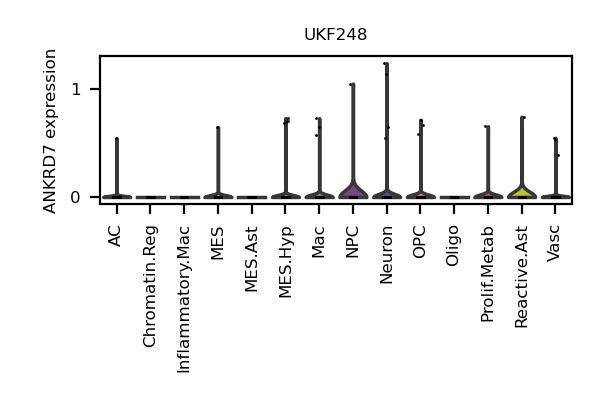 UKF248
ANKRD7 expression
1
0
AC
Chromatin.Reg
Inflammatory.Mac
MES
MES.Ast
MES.Hyp
Mac
NPC
Neuron
OPC
Oligo
Prolif.Metab
Reactive.Ast
Vasc